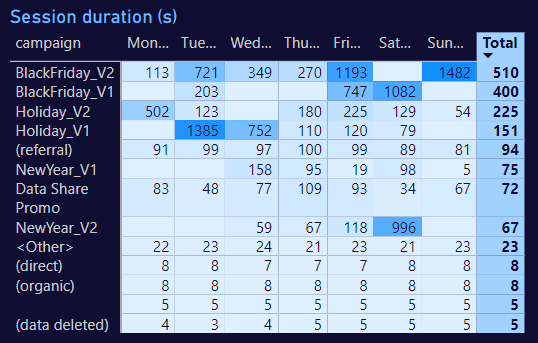 Session duration (s)
campaign Mon... Tue... Wed... Thu... Fri... Sat... Sun... Total
BlackFriday_V2 113 721 349 270 1193 1482 510
BlackFriday_V1 203 747 1082 400
Holiday_V2 502 123 180 225 129 54 225
Holiday_V1 1385 752 110 120 79 151
(referral) 91 99 97 100 99 89 81 94
NewYear_V1 158 95 19 98 5 75
Data Share 83 48 77 109 93 34 67 72
Promo
NewYear_V2 59 67 118 996 67
<Other> 22 23 24 21 23 21 23 23
(direct) 8 8 7 7 7 8 8 8
(organic) 8 8 8 8 8 8 8 8
5 5 5 5 5 5 5 5
(data deleted) 4 3 4 5 5 5 5 5